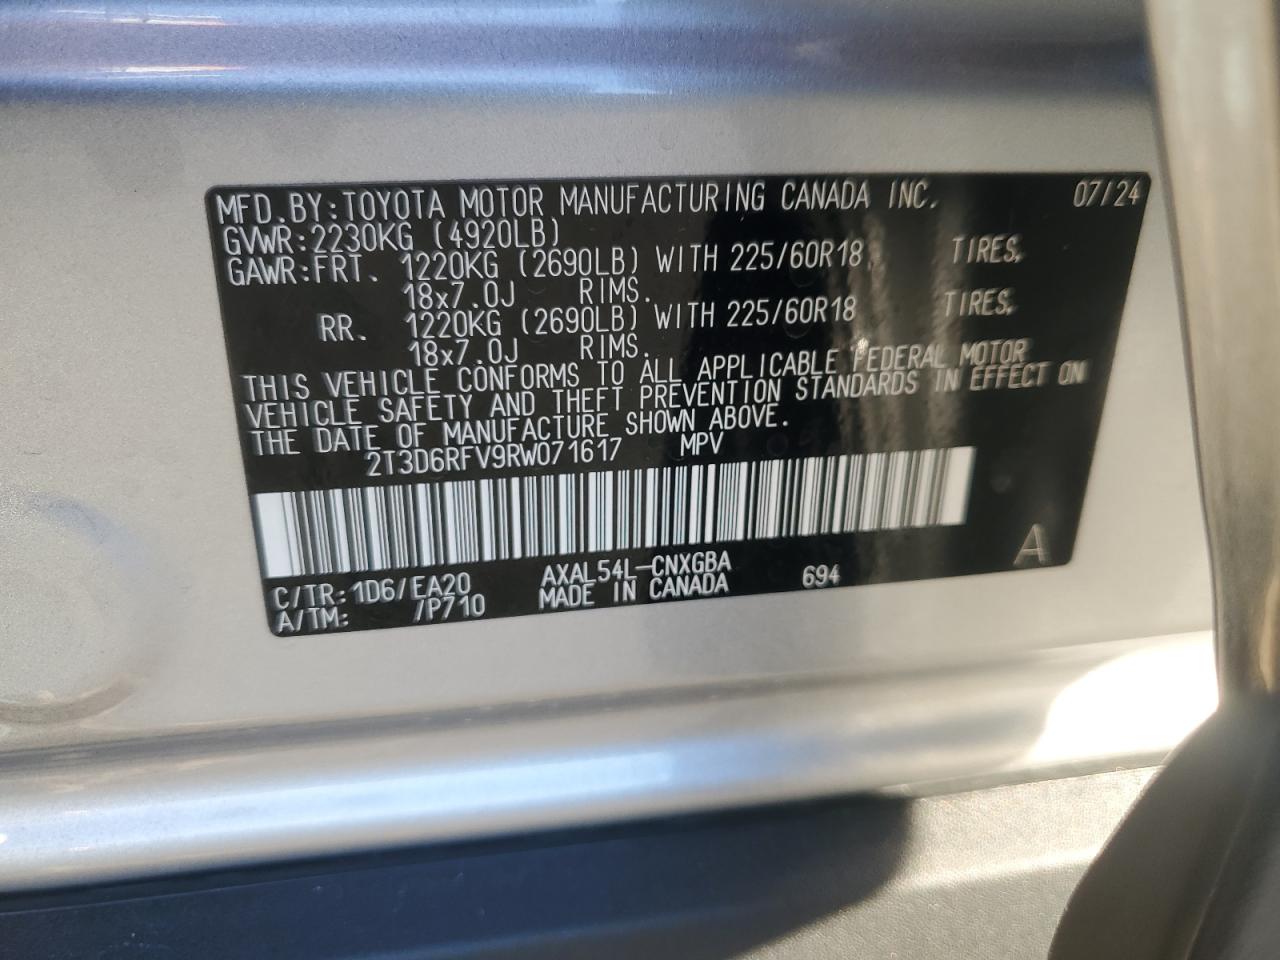 MFD.BY:TOYOTA MOTOR MANUFACTURING CANADA INC. 07/24
GVWR:2230KG (4920LB)
GAWR:FRT. 1220KG (2690LB) WITH 225/60R18 TIRES,
18x7.0J RIMS.
RR. 1220KG (2690LB) WITH 225/60R18 TIRES,
18x7.0J RIMS.
THIS VEHICLE CONFORMS TO ALL APPLICABLE FEDERAL MOTOR
VEHICLE SAFETY AND THEFT PREVENTION STANDARDS IN EFFECT ON
THE DATE OF MANUFACTURE SHOWN ABOVE.
2T3D6RFV9RW071617 MPV
C/TR:1D6/EA20 AXAL54L-CNXGBA 694 A
A/TM: /P710 MADE IN CANADA